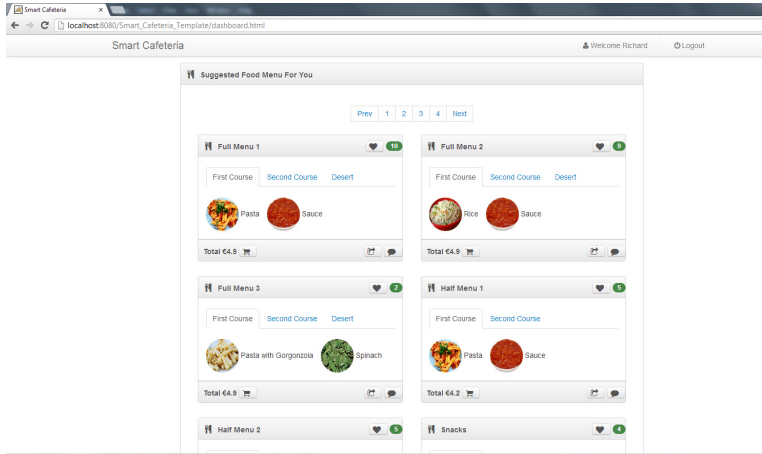 Smart Cafeteria
localhost:8080/Smart_Cafeteria_Template/dashboard.html
Smart Cafeteria Welcome Richard Logout
Suggested Food Menu For You
Prev 1 2 3 4 Next
Full Menu 1 10
First Course Second Course Desert
Pasta Sauce
Total €4.9
Full Menu 2 9
First Course Second Course Desert
Rice Sauce
Total €4.9
Full Menu 3 2
First Course Second Course Desert
Pasta with Gorgonzola Spinach
Total €4.9
Half Menu 1 5
First Course Second Course
Pasta Sauce
Total €4.2
Half Menu 2 5
Snacks 4